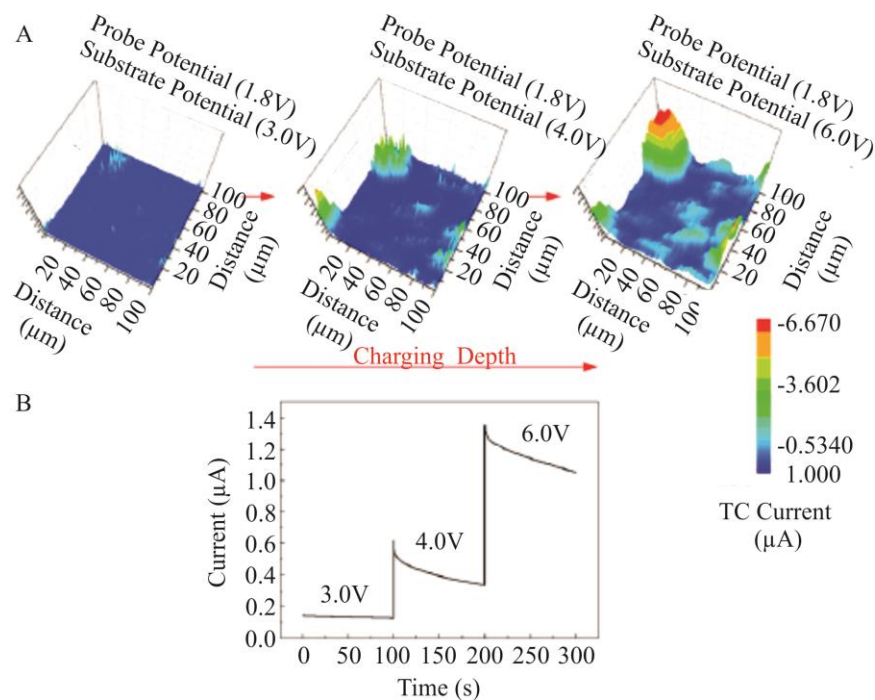 A
Probe Potential (1.8V)
Substrate Potential (3.0V)
Probe Potential (1.8V)
Substrate Potential (4.0V)
Probe Potential (1.8V)
Substrate Potential (6.0V)
20
40
60
80
100
Distance
(µm)
100
80
60
40
20
Distance
(µm)
20
40
60
80
100
Distance
(µm)
100
80
60
40
20
Distance
(µm)
20
40
60
80
100
Distance
(µm)
100
80
60
40
20
Distance
(µm)
Charging Depth
-6.670
-3.602
-0.5340
1.000
TC Current
(µA)
B
1.4
1.2
1.0
0.8
0.6
0.4
0.2
0.0
Current (µA)
3.0V
4.0V
6.0V
0 50 100 150 200 250 300
Time (s)